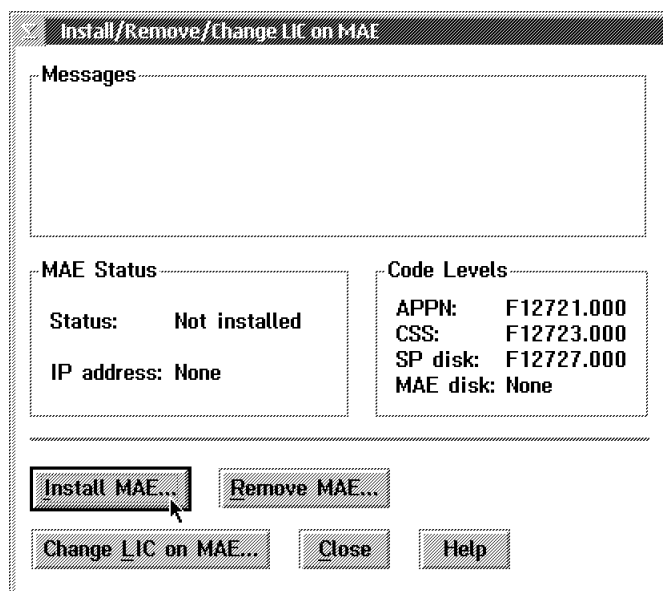 Install/Remove/Change LIC on MAE
Messages
MAE Status
Status: Not installed
IP address: None
Code Levels
APPN: F12721.000
CSS: F12723.000
SP disk: F12727.000
MAE disk: None
Install MAE...
Remove MAE...
Change LIC on MAE...
Close
Help